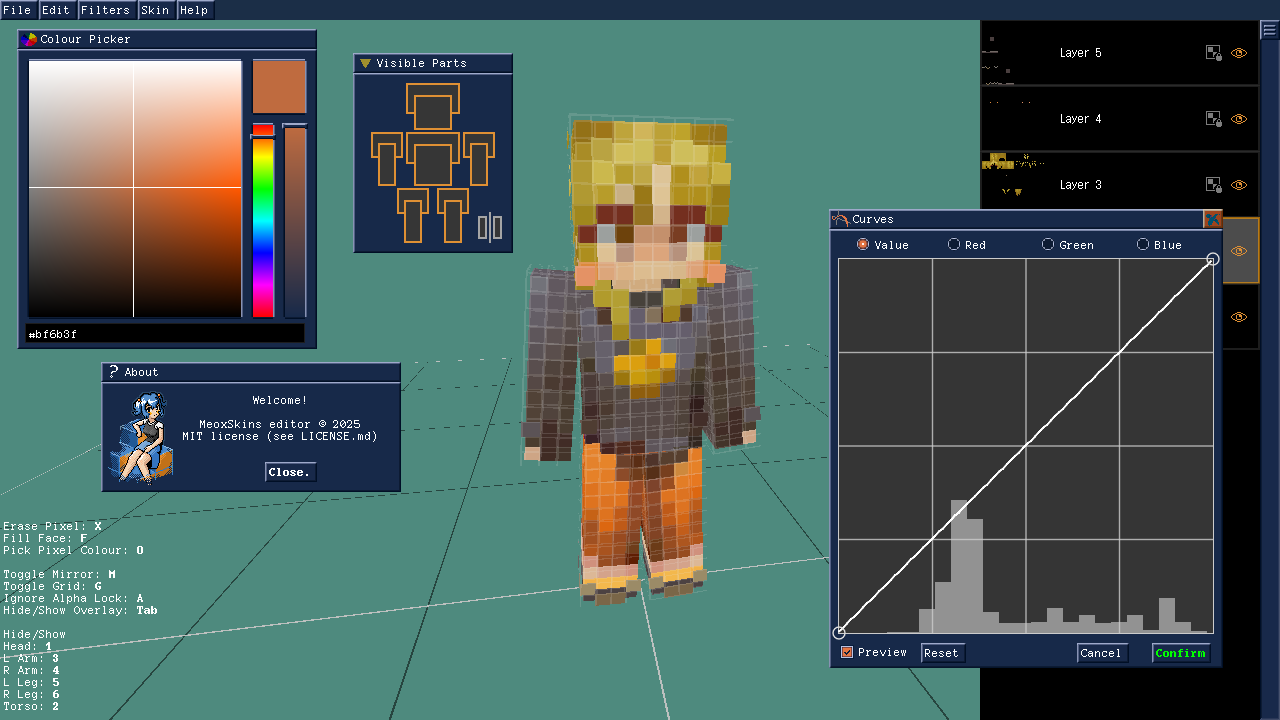 File Edit Filters Skin Help
Colour Picker
#bf6b3f
Visible Parts
? About
Welcome!
MeoxSkins editor © 2025
MIT license (see LICENSE.md)
Close.
Erase Pixel: X
Fill Face: F
Pick Pixel Colour: O
Toggle Mirror: M
Toggle Grid: G
Ignore Alpha Lock: A
Hide/Show Overlay: Tab
Hide/Show
Head: 1
L Arm: 3
R Arm: 4
L Leg: 5
R Leg: 6
Torso: 2
Layer 5
Layer 4
Layer 3
Curves
Value Red Green Blue
Preview Reset Cancel Confirm